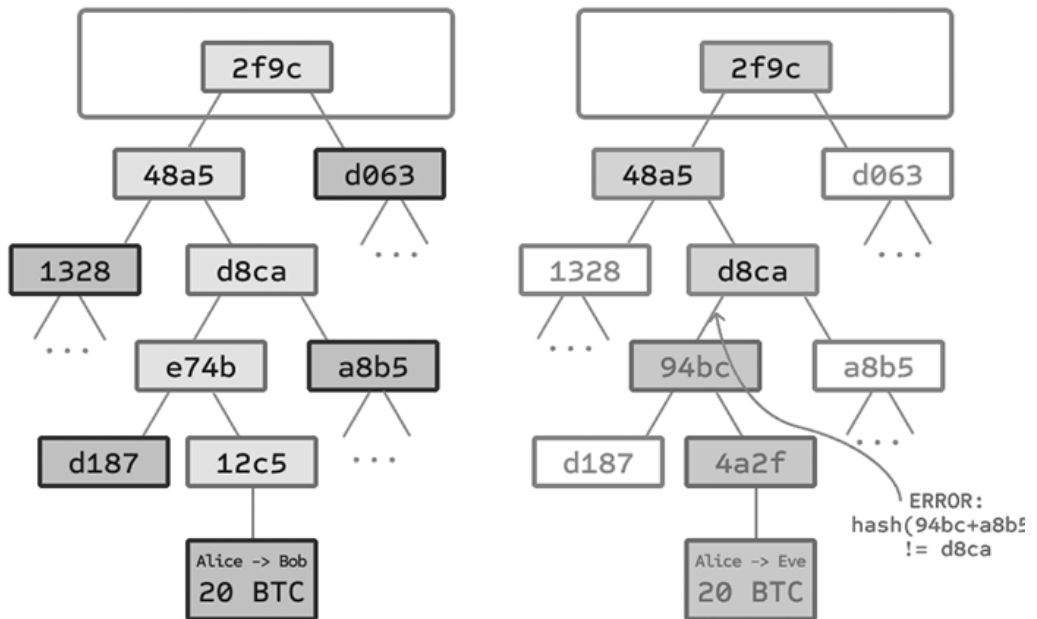 2f9c
48a5
d063
1328
...
d8ca
...
e74b
a8b5
d187
12c5
...
Alice -> Bob
20 BTC
2f9c
48a5
d063
1328
...
d8ca
...
94bc
a8b5
d187
4a2f
...
ERROR:
hash(94bc+a8b5
!= d8ca
Alice -> Eve
20 BTC